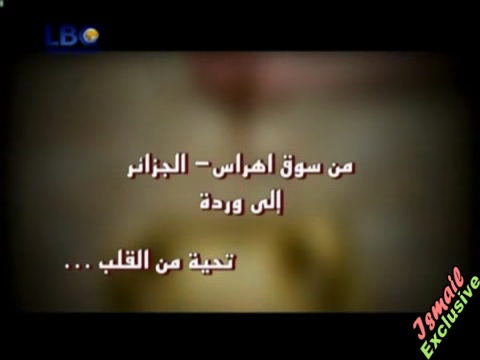 LBC
من سوق اهراس – الجزائر
إلى وردة
تحية من القلب ...
Ismail
Exclusive